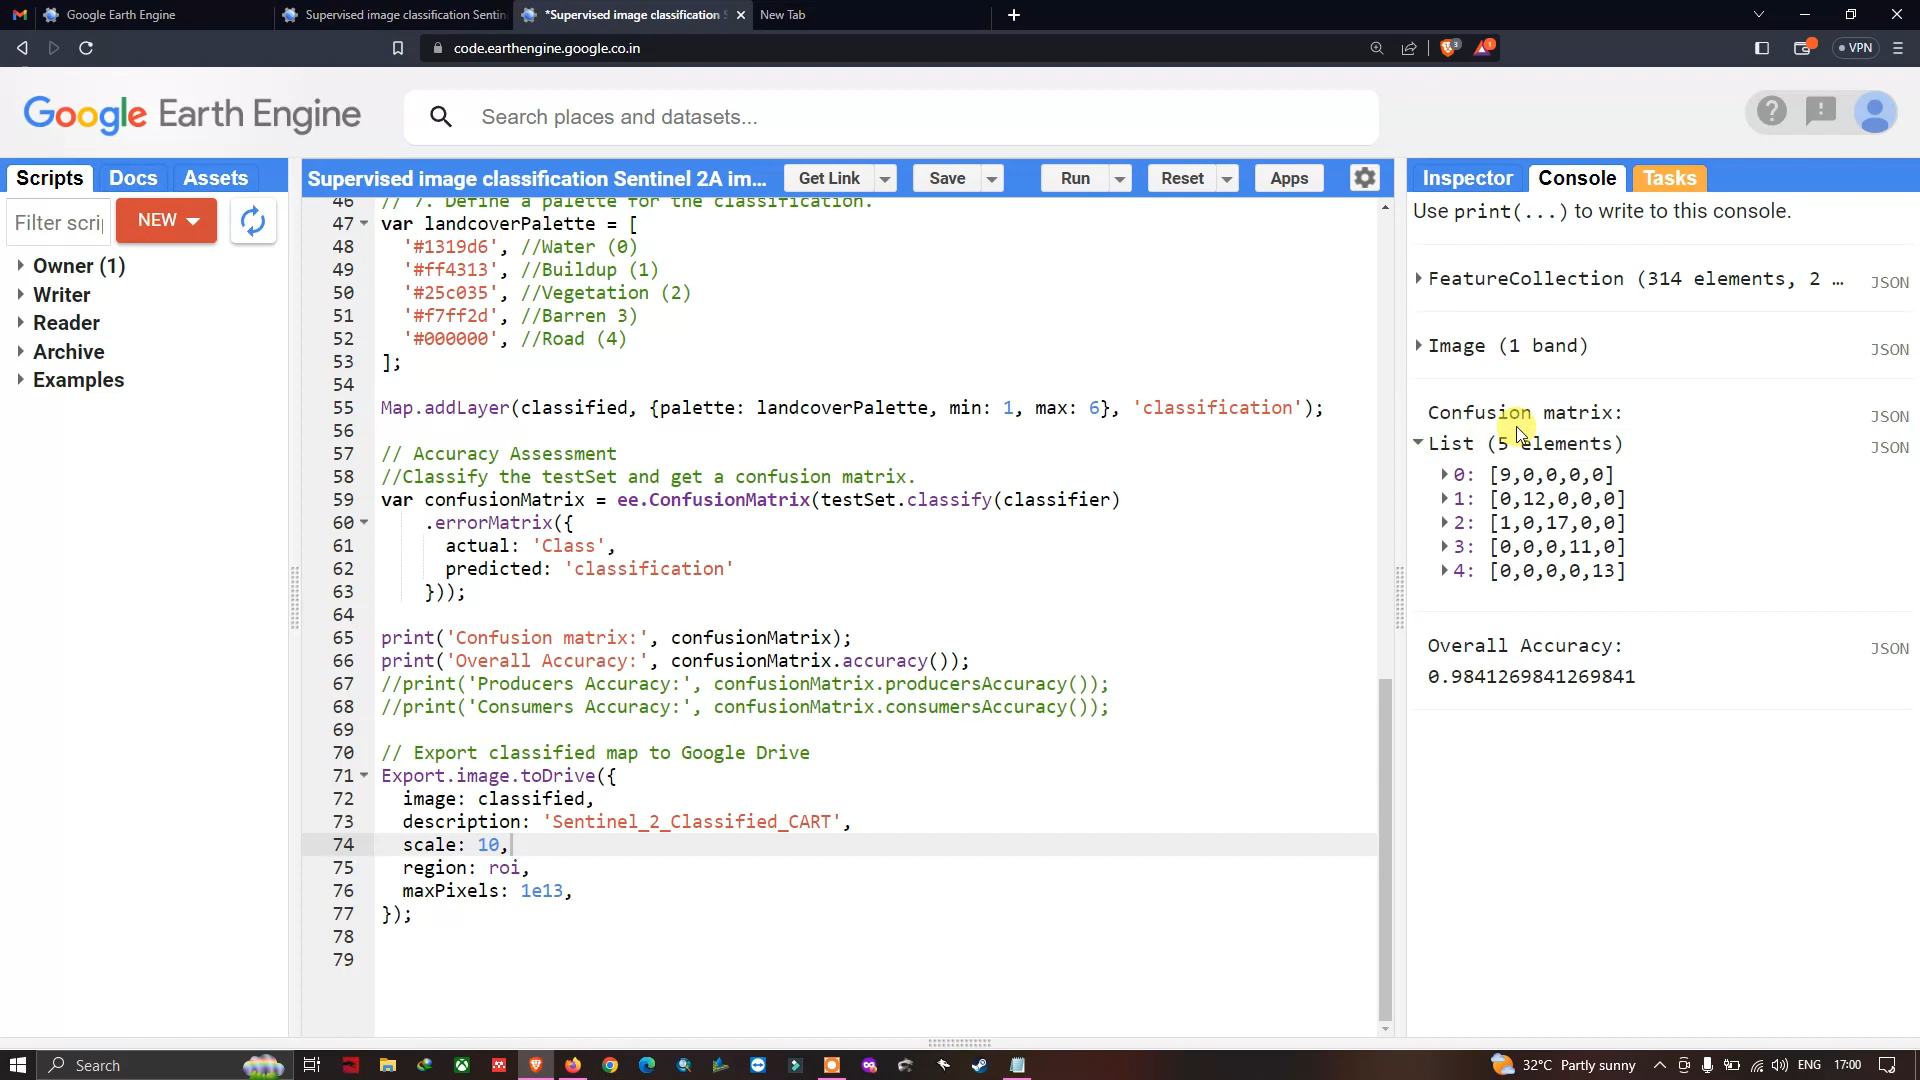 Google Earth Engine
Supervised image classification Sentin
*Supervised image classification S
New Tab
code.earthengine.google.co.in
VPN
Google Earth Engine
Search places and datasets...
Scripts
Docs
Assets
Filter scrip
NEW
Owner (1)
Writer
Reader
Archive
Examples
Supervised image classification Sentinel 2A im...
Get Link
Save
Run
Reset
Apps
46 // 7. Define a palette for the classification.
47 var landcoverPalette = [
48 '#1319d6', //Water (0)
49 '#ff4313', //Buildup (1)
50 '#25c035', //Vegetation (2)
51 '#f7ff2d', //Barren 3)
52 '#000000', //Road (4)
53 ];
54
55 Map.addLayer(classified, {palette: landcoverPalette, min: 1, max: 6}, 'classification');
56
57 // Accuracy Assessment
58 //Classify the testSet and get a confusion matrix.
59 var confusionMatrix = ee.ConfusionMatrix(testSet.classify(classifier)
60 .errorMatrix({
61 actual: 'Class',
62 predicted: 'classification'
63 }));
64
65 print('Confusion matrix:', confusionMatrix);
66 print('Overall Accuracy:', confusionMatrix.accuracy());
67 //print('Producers Accuracy:', confusionMatrix.producersAccuracy());
68 //print('Consumers Accuracy:', confusionMatrix.consumersAccuracy());
69
70 // Export classified map to Google Drive
71 Export.image.toDrive({
72 image: classified,
73 description: 'Sentinel_2_Classified_CART',
74 scale: 10,
75 region: roi,
76 maxPixels: 1e13,
77 });
78
79
Inspector
Console
Tasks
Use print(...) to write to this console.
FeatureCollection (314 elements, 2 … JSON
Image (1 band) JSON
Confusion matrix: JSON
List (5 elements) JSON
0: [9,0,0,0,0]
1: [0,12,0,0,0]
2: [1,0,17,0,0]
3: [0,0,0,11,0]
4: [0,0,0,0,13]
Overall Accuracy: JSON
0.9841269841269841
Search
32°C Partly sunny
ENG
17:00